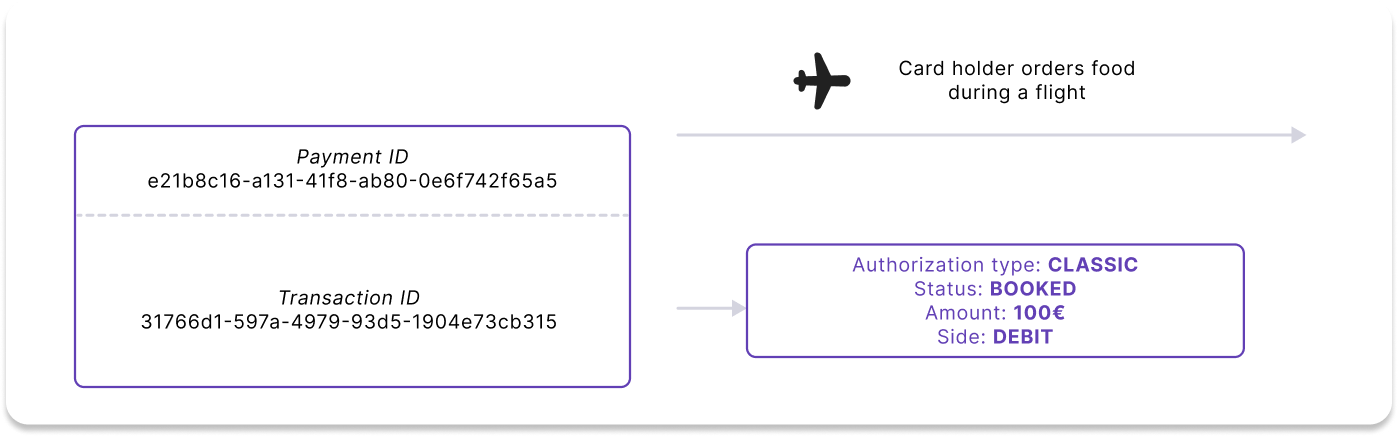 Card holder orders food
during a flight
Payment ID
e21b8c16-a131-41f8-ab80-0e6f742f65a5
Transaction ID
31766d1-597a-4979-93d5-1904e73cb315
Authorization type: CLASSIC
Status: BOOKED
Amount: 100€
Side: DEBIT